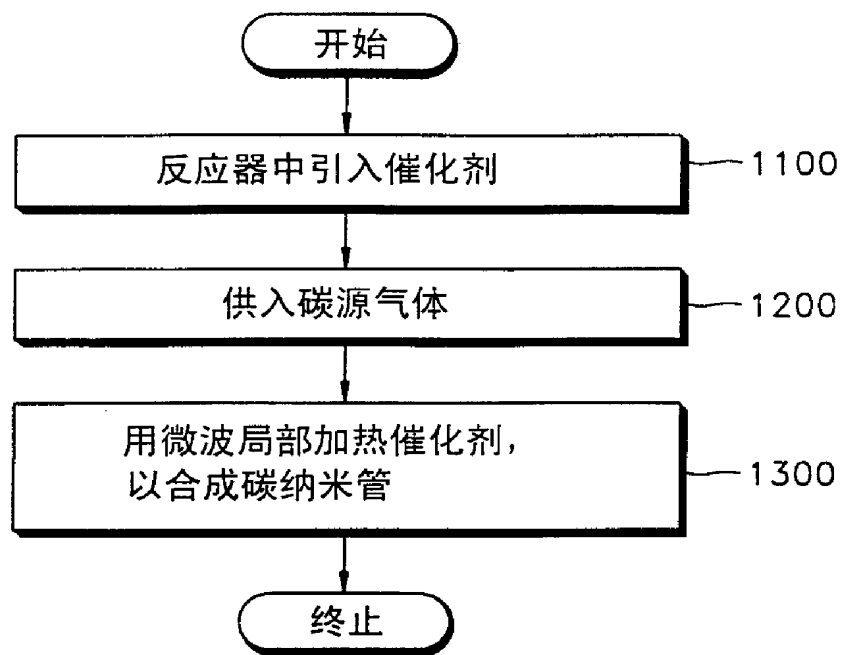 开始
反应器中引入催化剂
1100
供入碳源气体
1200
用微波局部加热催化剂，
以合成碳纳米管
1300
终止